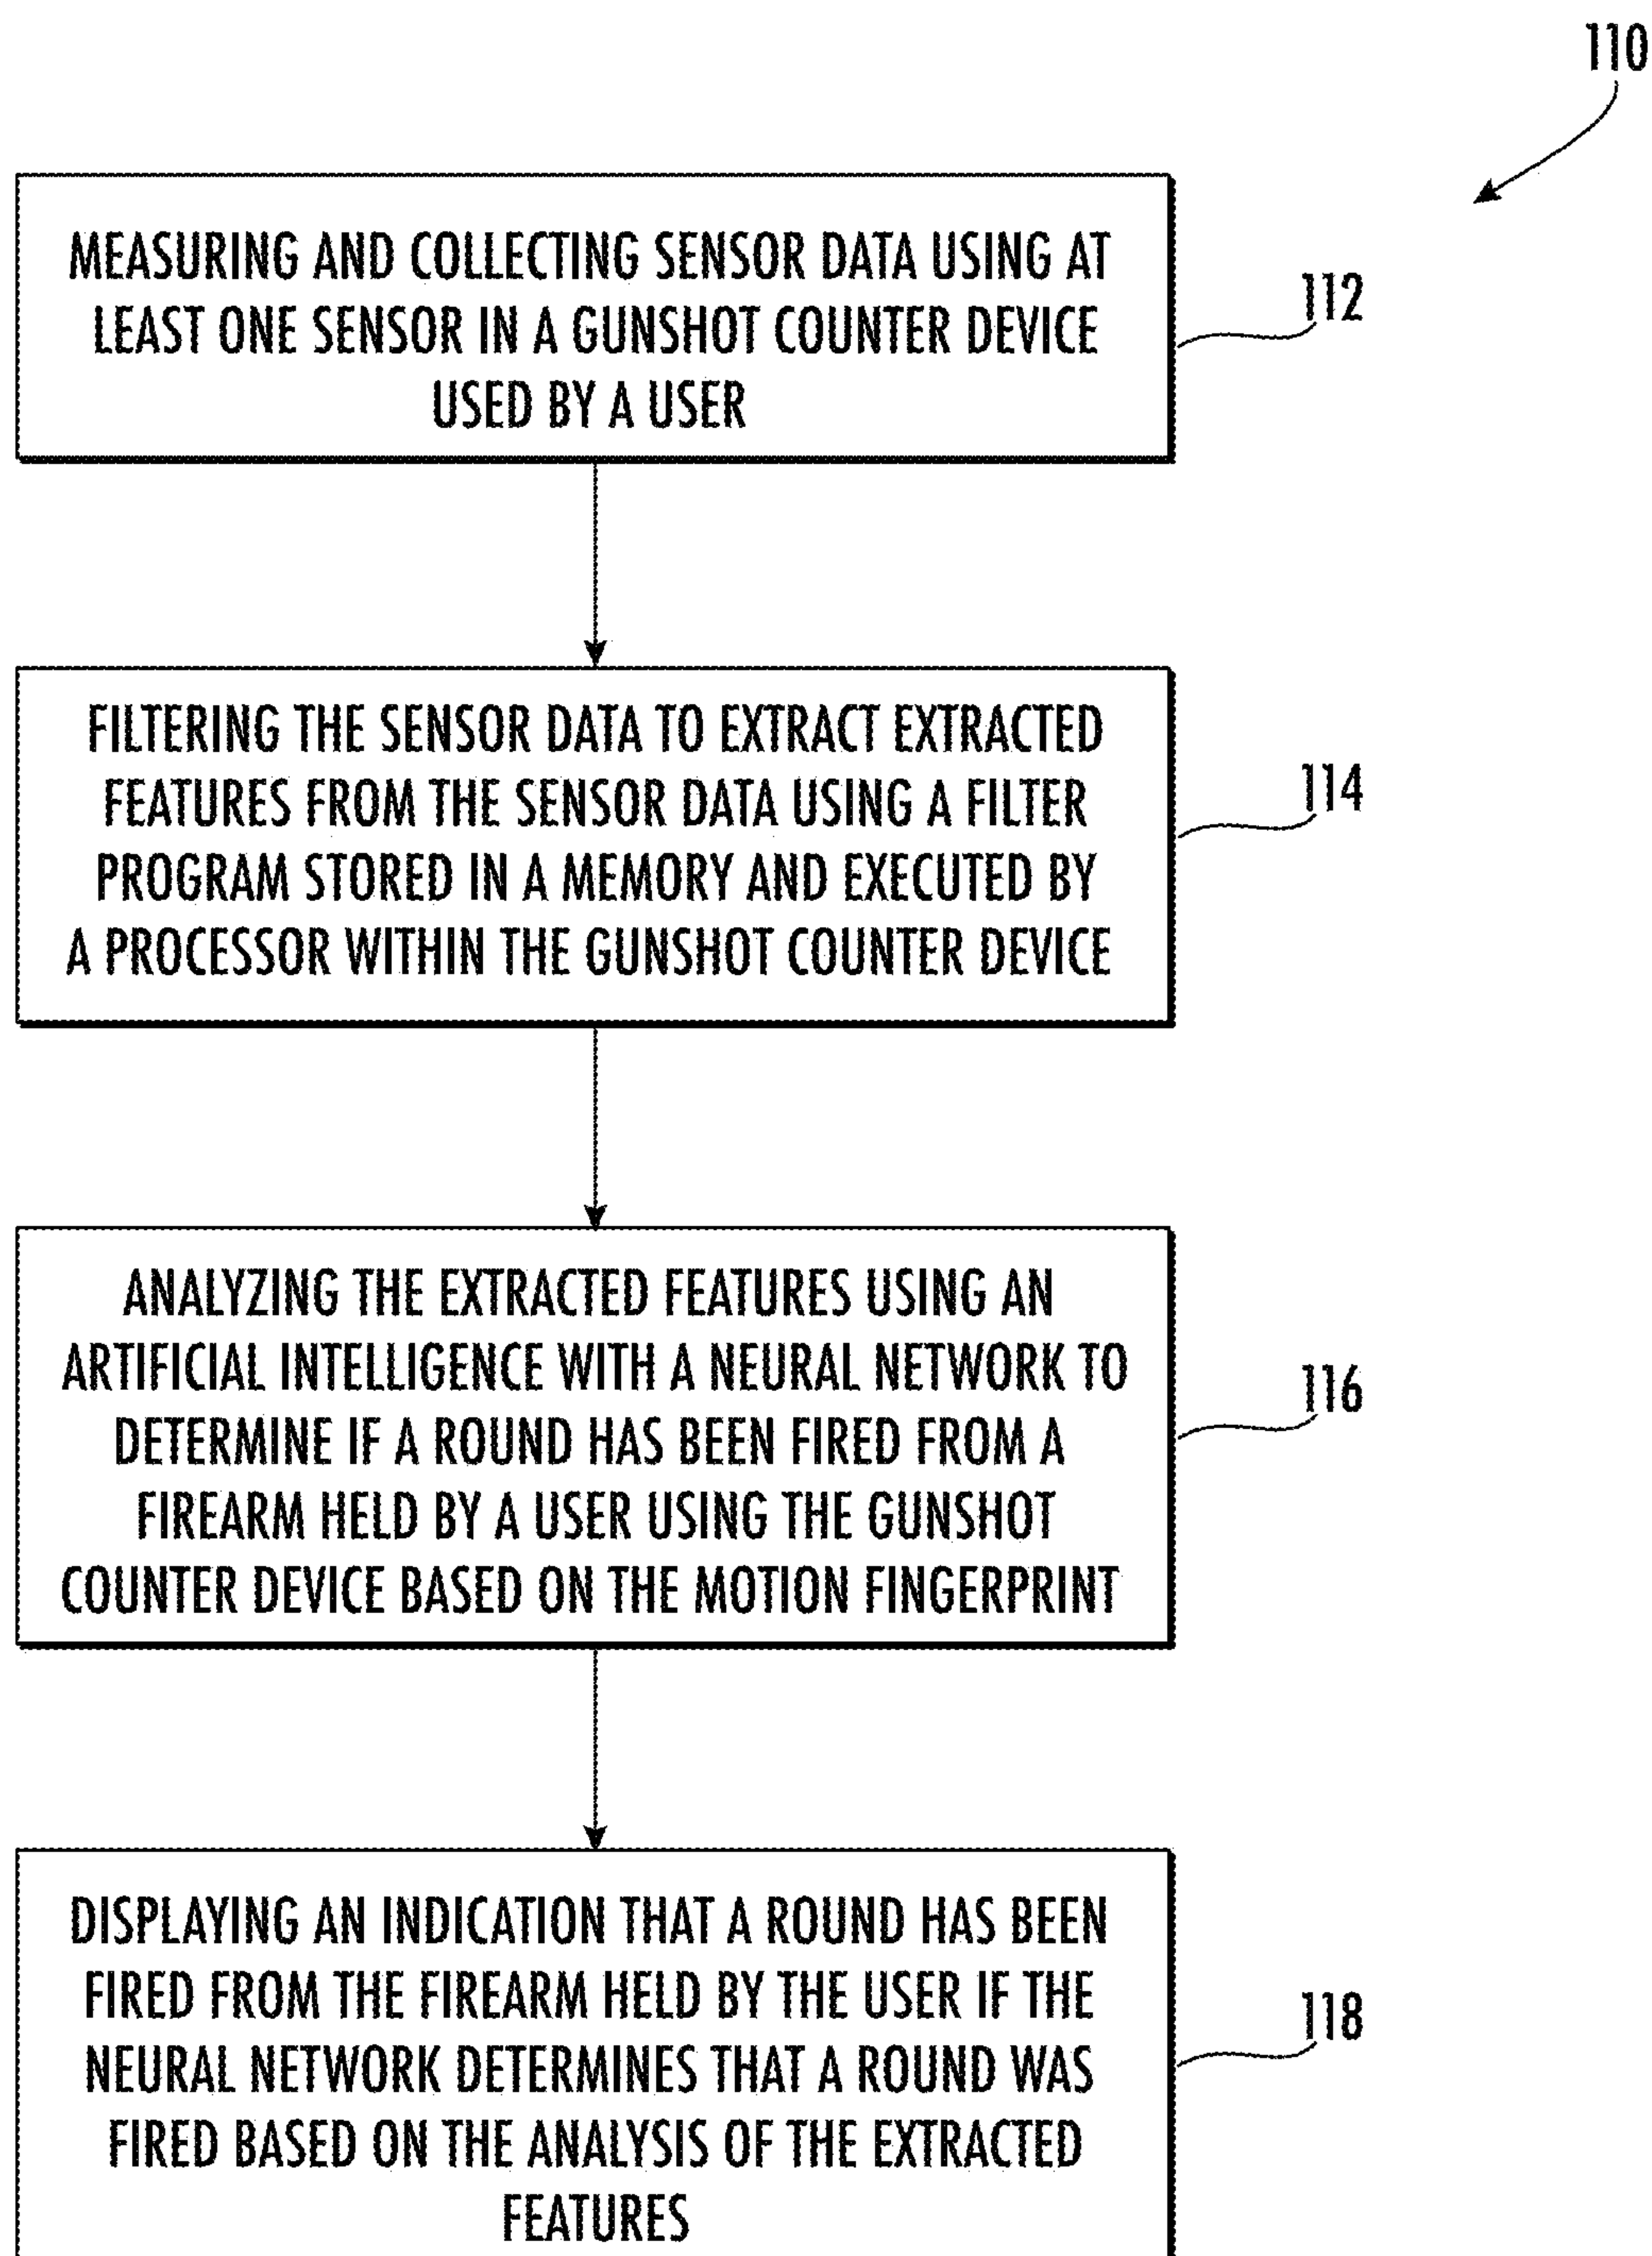 110
MEASURING AND COLLECTING SENSOR DATA USING AT
LEAST ONE SENSOR IN A GUNSHOT COUNTER DEVICE
USED BY A USER
112
FILTERING THE SENSOR DATA TO EXTRACT EXTRACTED
FEATURES FROM THE SENSOR DATA USING A FILTER
PROGRAM STORED IN A MEMORY AND EXECUTED BY
A PROCESSOR WITHIN THE GUNSHOT COUNTER DEVICE
114
ANALYZING THE EXTRACTED FEATURES USING AN
ARTIFICIAL INTELLIGENCE WITH A NEURAL NETWORK TO
DETERMINE IF A ROUND HAS BEEN FIRED FROM A
FIREARM HELD BY A USER USING THE GUNSHOT
COUNTER DEVICE BASED ON THE MOTION FINGERPRINT
116
DISPLAYING AN INDICATION THAT A ROUND HAS BEEN
FIRED FROM THE FIREARM HELD BY THE USER IF THE
NEURAL NETWORK DETERMINES THAT A ROUND WAS
FIRED BASED ON THE ANALYSIS OF THE EXTRACTED
FEATURES
118